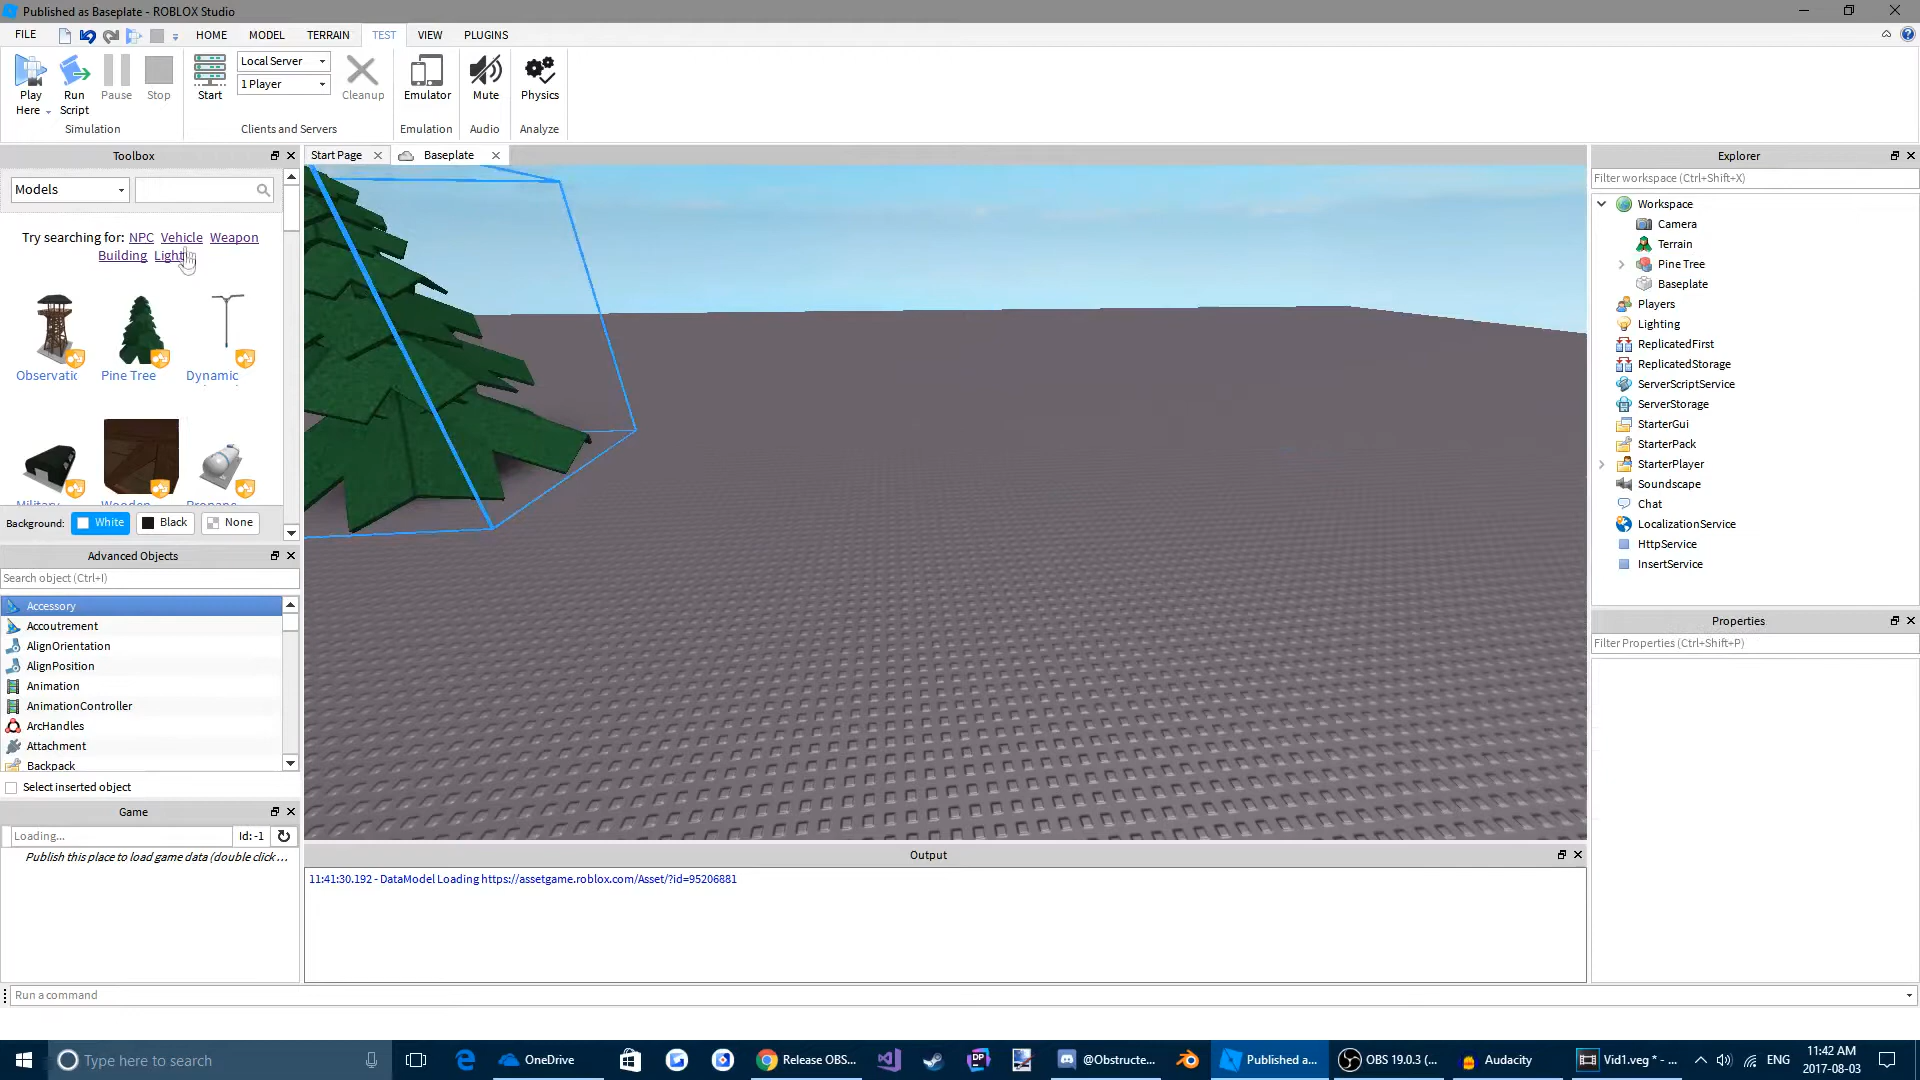 Published as Baseplate - ROBLOX Studio
FILE HOME MODEL TERRAIN TEST VIEW PLUGINS
Play Here
Run Script
Pause
Stop
Start
Local Server
1 Player
Cleanup
Emulator
Mute
Physics
Simulation
Clients and Servers
Emulation
Audio
Analyze
Toolbox
Models
Try searching for: NPC Vehicle Weapon
Building Light
Observatic
Pine Tree
Dynamic
Military
Wooden
Propane
Background: White Black None
Advanced Objects
Search object (Ctrl+I)
Accessory
Accoutrement
AlignOrientation
AlignPosition
Animation
AnimationController
ArcHandles
Attachment
Backpack
Select inserted object
Game
Loading... Id: -1
Publish this place to load game data (double click ...
Start Page
Baseplate
Output
11:41:30.192 - DataModel Loading https://assetgame.roblox.com/Asset/?id=95206881
Explorer
Filter workspace (Ctrl+Shift+X)
Workspace
Camera
Terrain
Pine Tree
Baseplate
Players
Lighting
ReplicatedFirst
ReplicatedStorage
ServerScriptService
ServerStorage
StarterGui
StarterPack
StarterPlayer
Soundscape
Chat
LocalizationService
HttpService
InsertService
Properties
Filter Properties (Ctrl+Shift+P)
Run a command
Type here to search
OneDrive
Release OBS...
DP
@Obstructe...
Published a...
OBS 19.0.3 (...
Audacity
Vid1.veg * - ...
ENG
11:42 AM
2017-08-03